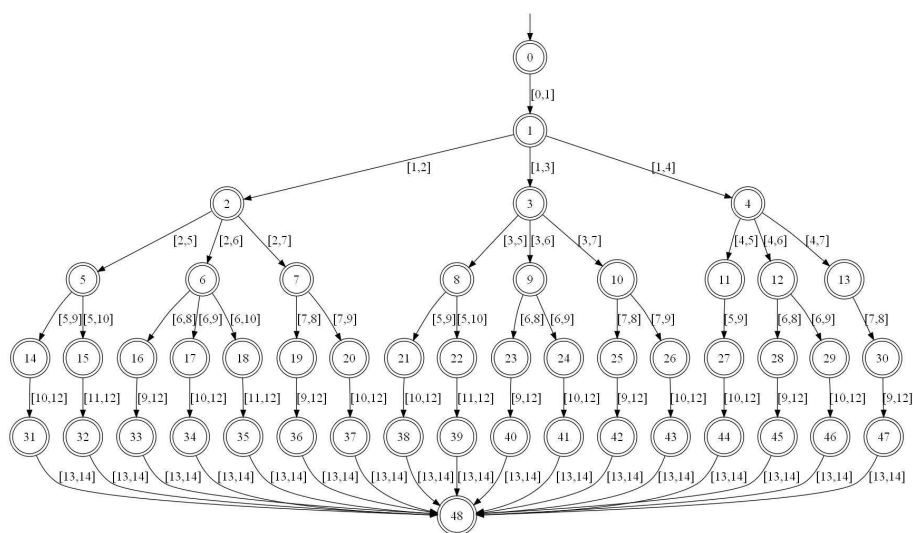 0
[0,1]
1
[1,2] [1,3] [1,4]
2 3 4
[2,5] [2,6] [2,7] [3,5] [3,6] [3,7] [4,5] [4,6] [4,7]
5 6 7 8 9 10 11 12 13
[5,9] [5,10] [6,8] [6,9] [6,10] [7,8] [7,9] [5,9] [5,10] [6,8] [6,9] [7,8] [7,9] [5,9] [6,8] [6,9] [7,8]
14 15 16 17 18 19 20 21 22 23 24 25 26 27 28 29 30
[10,12] [11,12] [9,12] [10,12] [11,12] [9,12] [10,12] [10,12] [11,12] [9,12] [10,12] [9,12] [10,12] [10,12] [9,12] [10,12] [9,12]
31 32 33 34 35 36 37 38 39 40 41 42 43 44 45 46 47
[13,14] [13,14] [13,14] [13,14] [13,14] [13,14] [13,14] [13,14] [13,14] [13,14] [13,14] [13,14] [13,14] [13,14] [13,14] [13,14] [13,14]
48